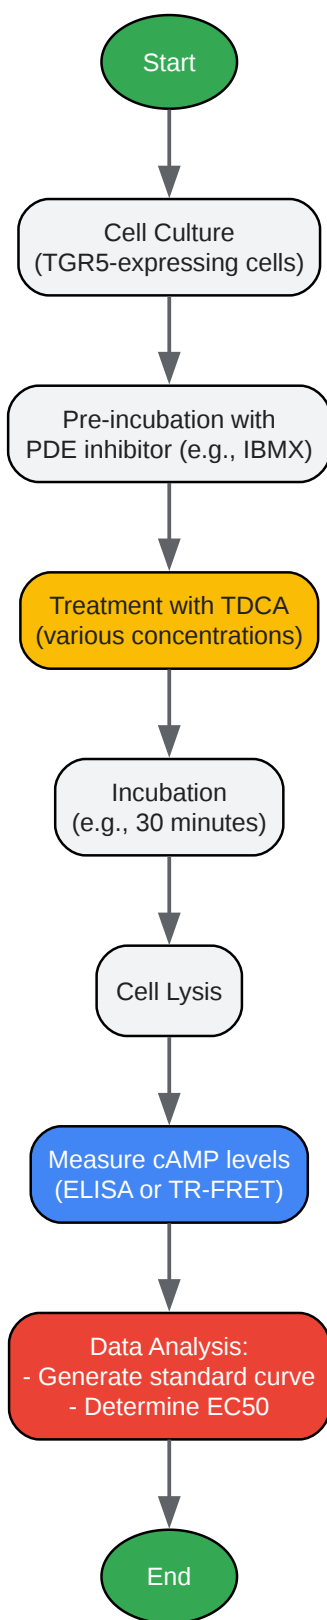 Start
Cell Culture
(TGR5-expressing cells)
Pre-incubation with
PDE inhibitor (e.g., IBMX)
Treatment with TDCA
(various concentrations)
Incubation
(e.g., 30 minutes)
Cell Lysis
Measure cAMP levels
(ELISA or TR-FRET)
Data Analysis:
- Generate standard curve
- Determine EC50
End